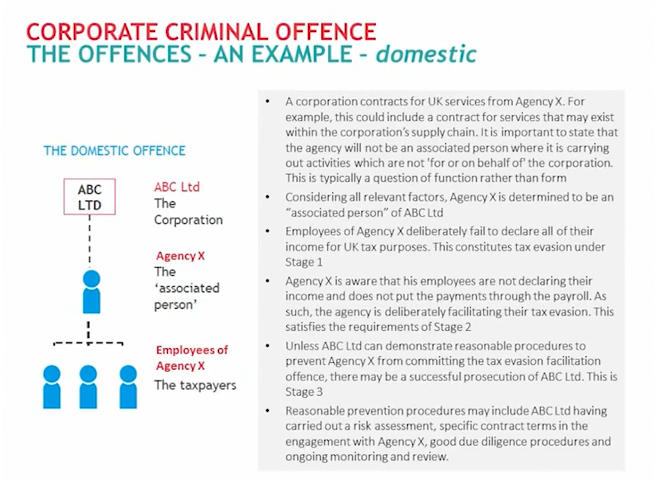 CORPORATE CRIMINAL OFFENCE
THE OFFENCES – AN EXAMPLE – domestic
THE DOMESTIC OFFENCE
ABC
LTD
ABC Ltd
The
Corporation
Agency X
The
‘associated
person’
Employees of
Agency X
The taxpayers
• A corporation contracts for UK services from Agency X. For
example, this could include a contract for services that may exist
within the corporation’s supply chain. It is important to state that
the agency will not be an associated person where it is carrying
out activities which are not 'for or on behalf of' the corporation.
This is typically a question of function rather than form
• Considering all relevant factors, Agency X is determined to be an
“associated person” of ABC Ltd
• Employees of Agency X deliberately fail to declare all of their
income for UK tax purposes. This constitutes tax evasion under
Stage 1
• Agency X is aware that his employees are not declaring their
income and does not put the payments through the payroll. As
such, the agency is deliberately facilitating their tax evasion. This
satisfies the requirements of Stage 2
• Unless ABC Ltd can demonstrate reasonable procedures to
prevent Agency X from committing the tax evasion facilitation
offence, there may be a successful prosecution of ABC Ltd. This is
Stage 3
• Reasonable prevention procedures may include ABC Ltd having
carried out a risk assessment, specific contract terms in the
engagement with Agency X, good due diligence procedures and
ongoing monitoring and review.